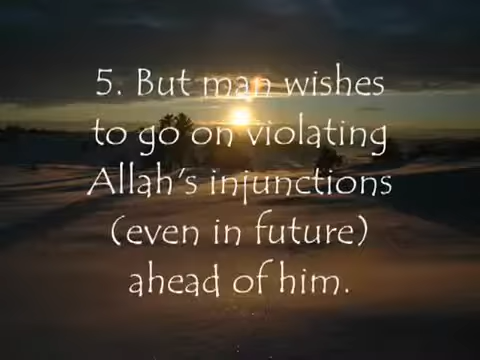 5. But man wishes
to go on violating
Allah's injunctions
(even in future)
ahead of him.